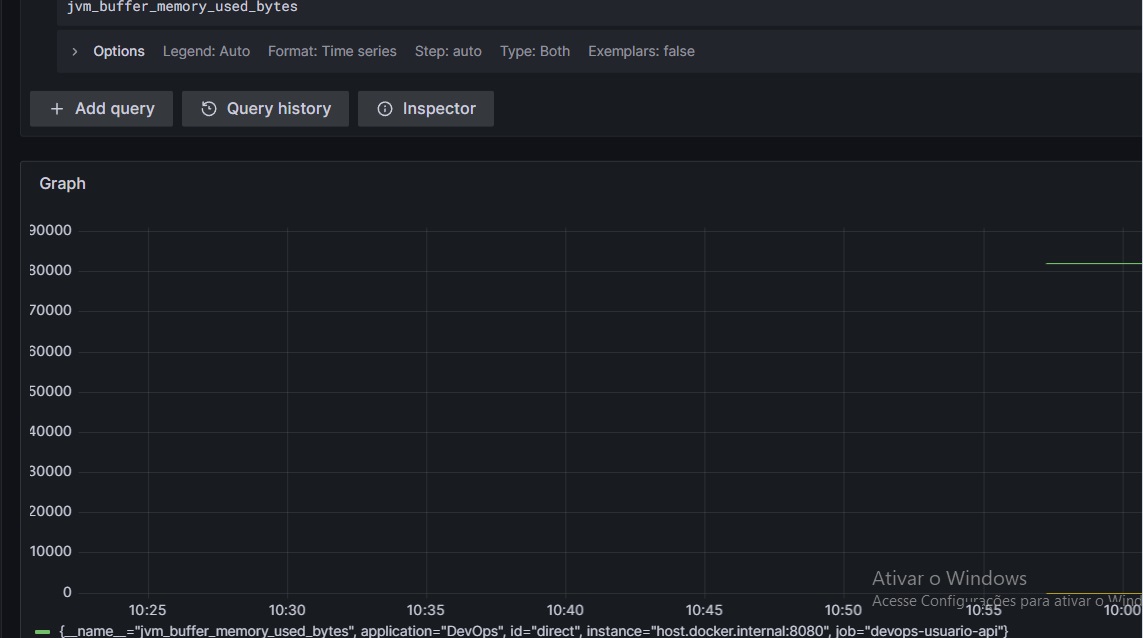 jvm_buffer_memory_used_bytes
Options Legend: Auto Format: Time series Step: auto Type: Both Exemplars: false
Add query Query history Inspector
Graph
90000
80000
70000
60000
50000
40000
30000
20000
10000
0
Ativar o Windows
Acesse Configurações para ativar o Wind
10:25 10:30 10:35 10:40 10:45 10:50 10:55 10:00
{__name__="jvm_buffer_memory_used_bytes", application="DevOps", id="direct", instance="host.docker.internal:8080", job="devops-usuario-api"}